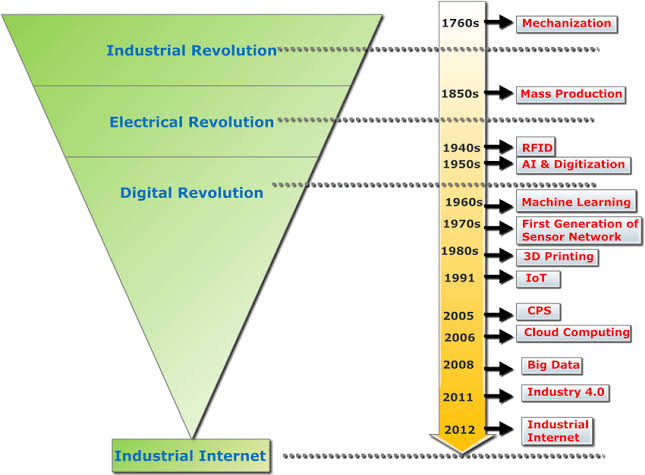 Industrial Revolution
Electrical Revolution
Digital Revolution
Industrial Internet
1760s
Mechanization
1850s
Mass Production
1940s
RFID
1950s
AI & Digitization
1960s
Machine Learning
1970s
First Generation of
Sensor Network
1980s
3D Printing
1991
IoT
2005
CPS
2006
Cloud Computing
2008
Big Data
2011
Industry 4.0
2012
Industrial
Internet